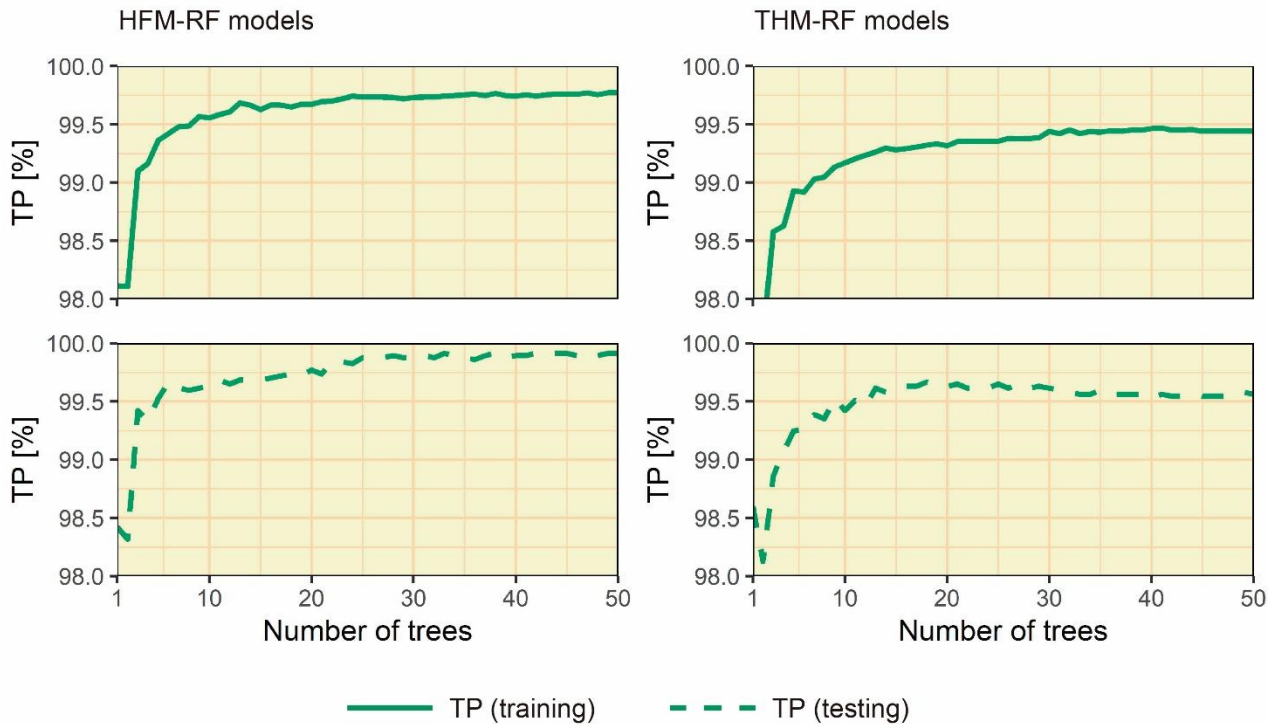 HFM-RF models
THM-RF models
TP [%]
100.0
99.5
99.0
98.5
98.0
TP [%]
100.0
99.5
99.0
98.5
98.0
TP [%]
100.0
99.5
99.0
98.5
98.0
1 10 20 30 40 50
Number of trees
TP [%]
100.0
99.5
99.0
98.5
98.0
1 10 20 30 40 50
Number of trees
TP (training)
TP (testing)